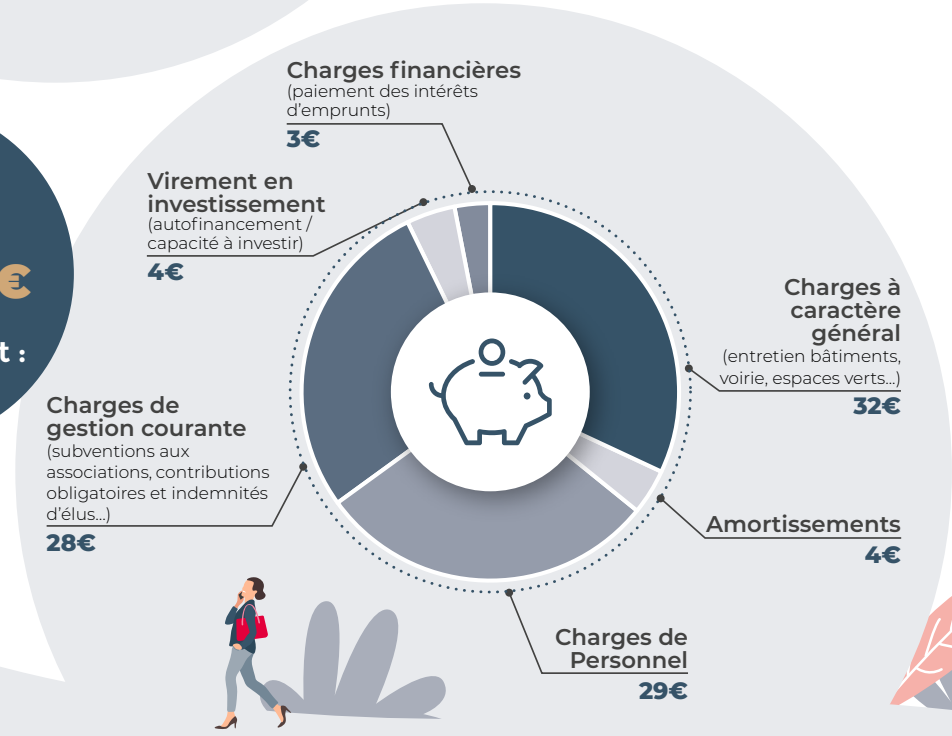 Charges financières
(paiement des intérêts
d'emprunts)
3€
Virement en
investissement
(autofinancement /
capacité à investir)
4€
€
t :
Charges à
caractère
général
(entretien bâtiments,
voirie, espaces verts...)
32€
Charges de
gestion courante
(subventions aux
associations, contributions
obligatoires et indemnités
d'élus...)
28€
Amortissements
4€
Charges de
Personnel
29€